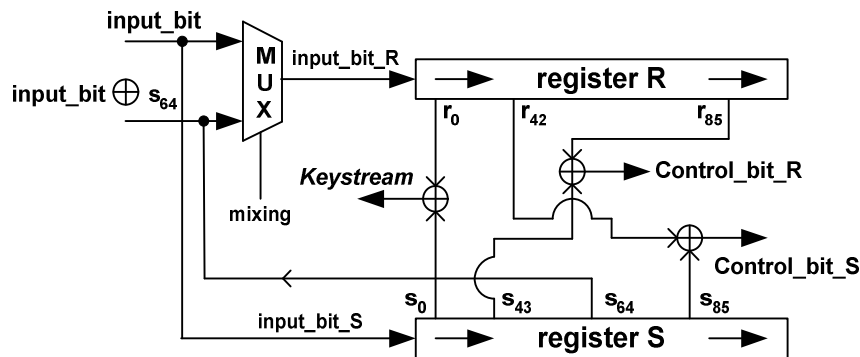 input_bit
MUX
input_bit_R
register R
input_bit ⊕ s64
r0
r42
r85
Keystream
Control_bit_R
mixing
Control_bit_S
s0
s43
s64
s85
input_bit_S
register S